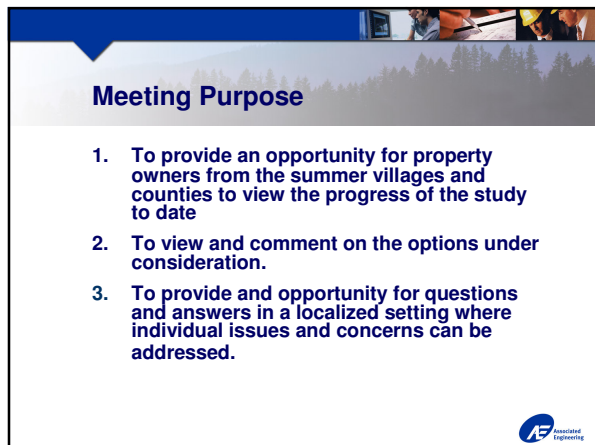 Meeting Purpose
1. To provide an opportunity for property
owners from the summer villages and
counties to view the progress of the study
to date
2. To view and comment on the options under
consideration.
3. To provide and opportunity for questions
and answers in a localized setting where
individual issues and concerns can be
addressed.
AE Associated
Engineering